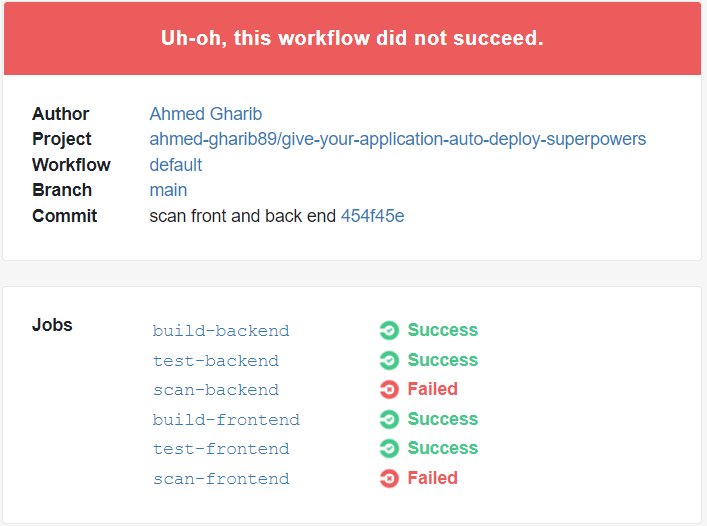 Uh-oh, this workflow did not succeed.
Author Ahmed Gharib
Project ahmed-gharib89/give-your-application-auto-deploy-superpowers
Workflow default
Branch main
Commit scan front and back end 454f45e
Jobs
build-backend Success
test-backend Success
scan-backend Failed
build-frontend Success
test-frontend Success
scan-frontend Failed